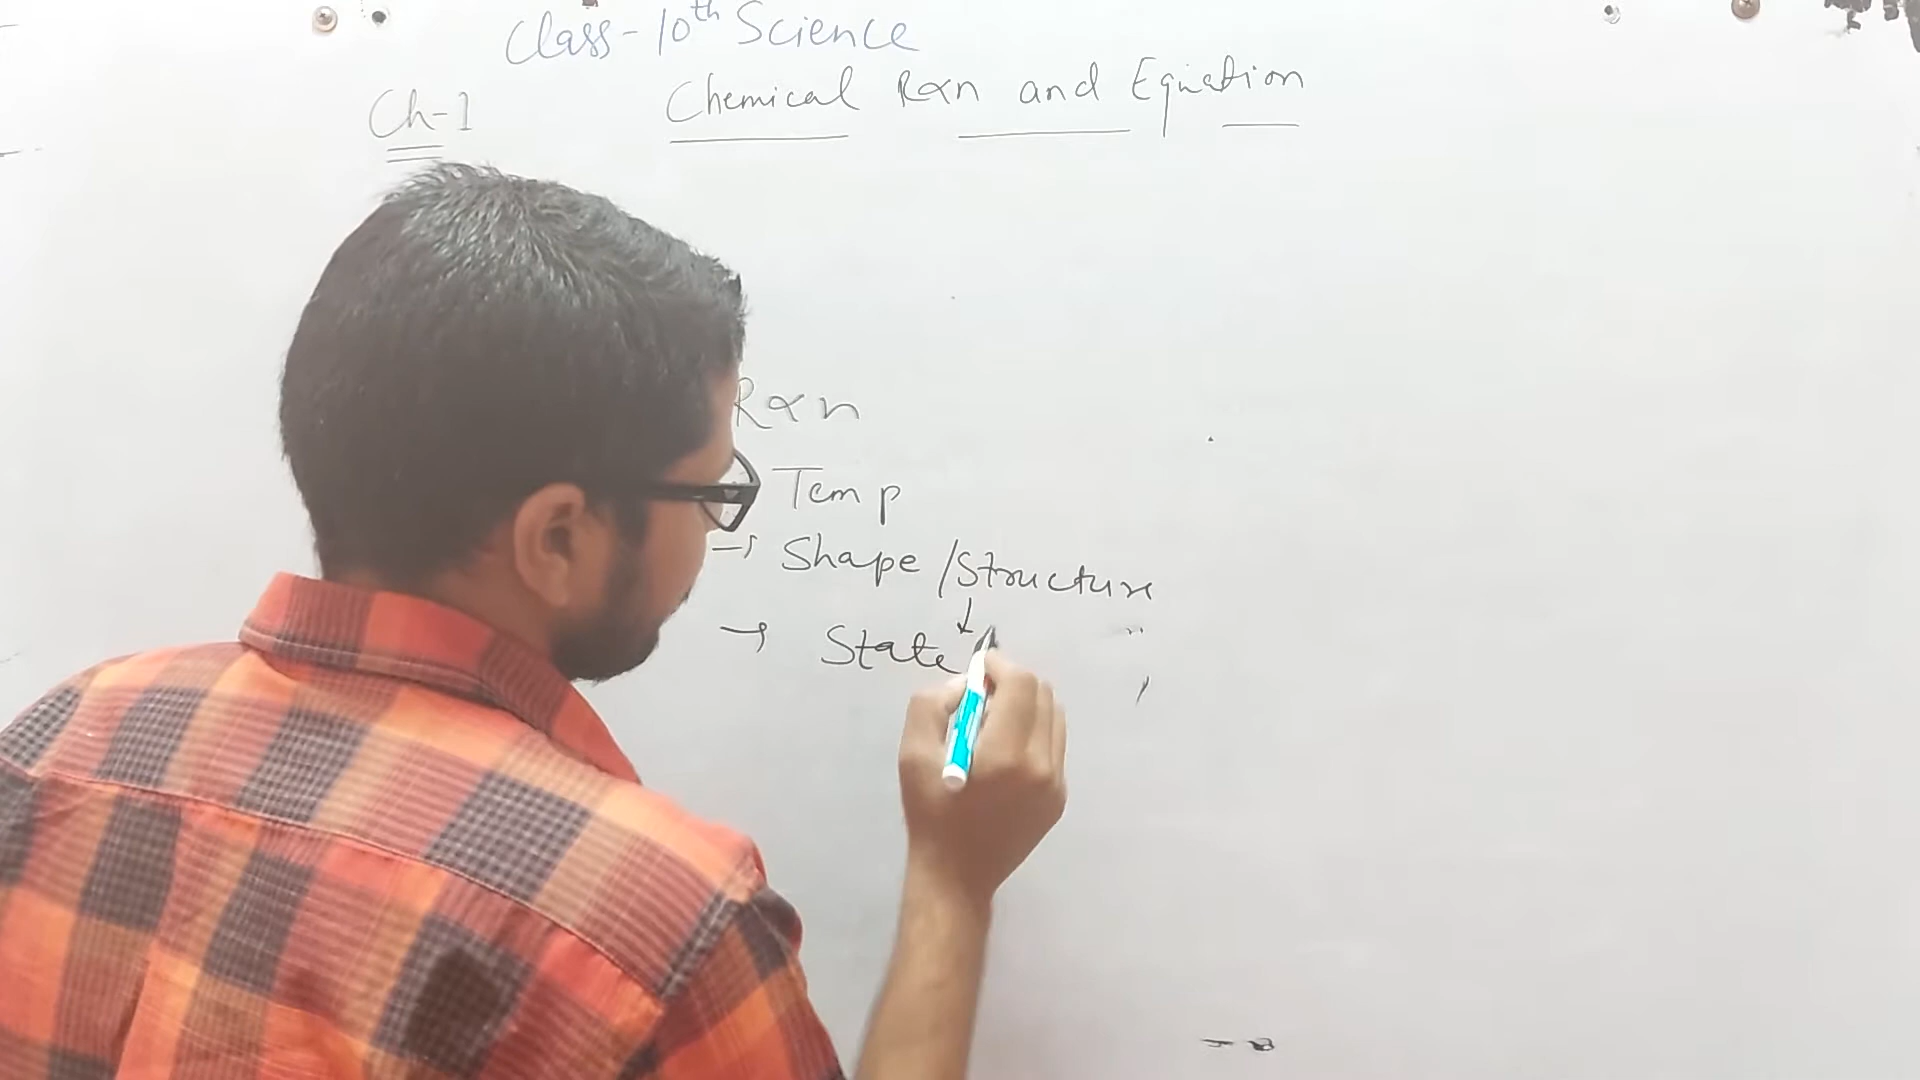 Class-10th Science
Ch-1 Chemical Rxn and Equation
Rxn
Temp
→ Shape /Structure
→ State